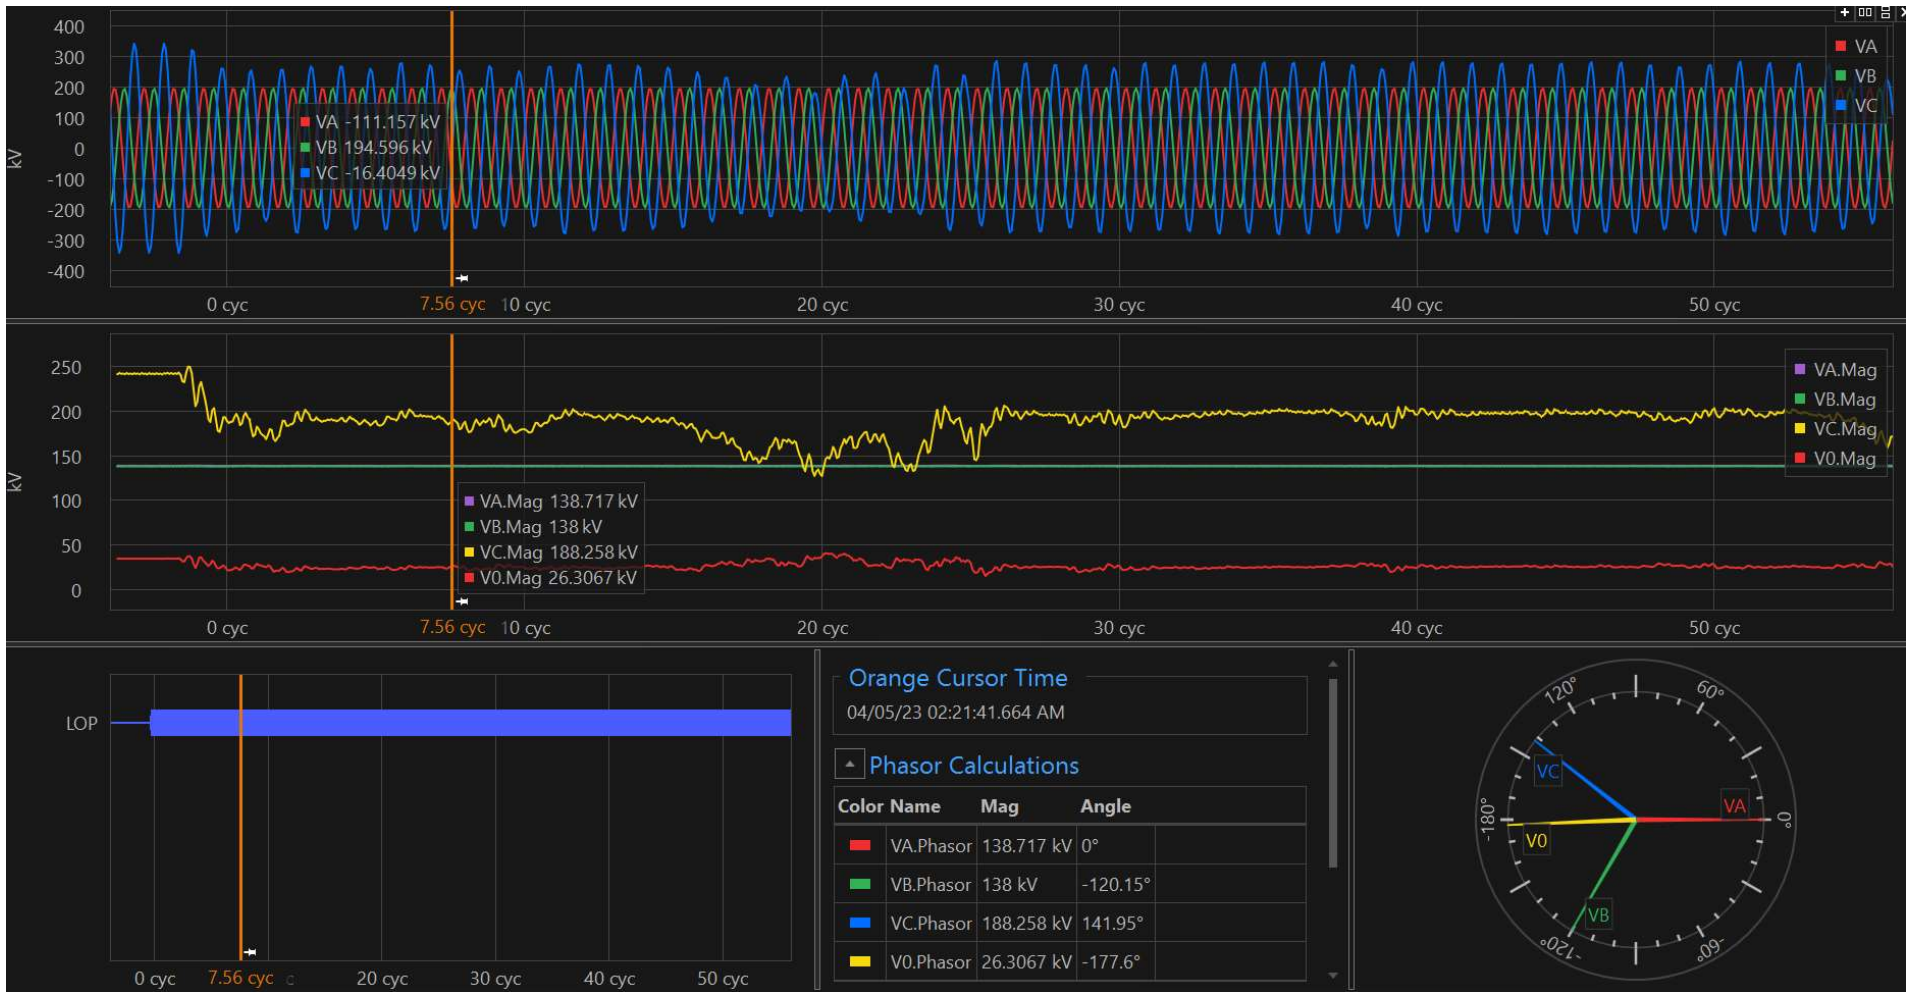 400
300
200
100
0
-100
-200
-300
-400
kV
VA
VB
VC
VA -111.157 kV
VB 194.596 kV
VC -16.4049 kV
0 cyc 7.56 cyc 10 cyc 20 cyc 30 cyc 40 cyc 50 cyc
250
200
150
100
50
0
kV
VA.Mag
VB.Mag
VC.Mag
V0.Mag
VA.Mag 138.717 kV
VB.Mag 138 kV
VC.Mag 188.258 kV
V0.Mag 26.3067 kV
0 cyc 7.56 cyc 10 cyc 20 cyc 30 cyc 40 cyc 50 cyc
LOP
0 cyc 7.56 cyc 20 cyc 30 cyc 40 cyc 50 cyc
Orange Cursor Time
04/05/23 02:21:41.664 AM
Phasor Calculations
Color Name Mag Angle
VA.Phasor 138.717 kV 0°
VB.Phasor 138 kV -120.15°
VC.Phasor 188.258 kV 141.95°
V0.Phasor 26.3067 kV -177.6°
120° 60°
VC
VA
-180° 0°
V0
VB
-120° -60°